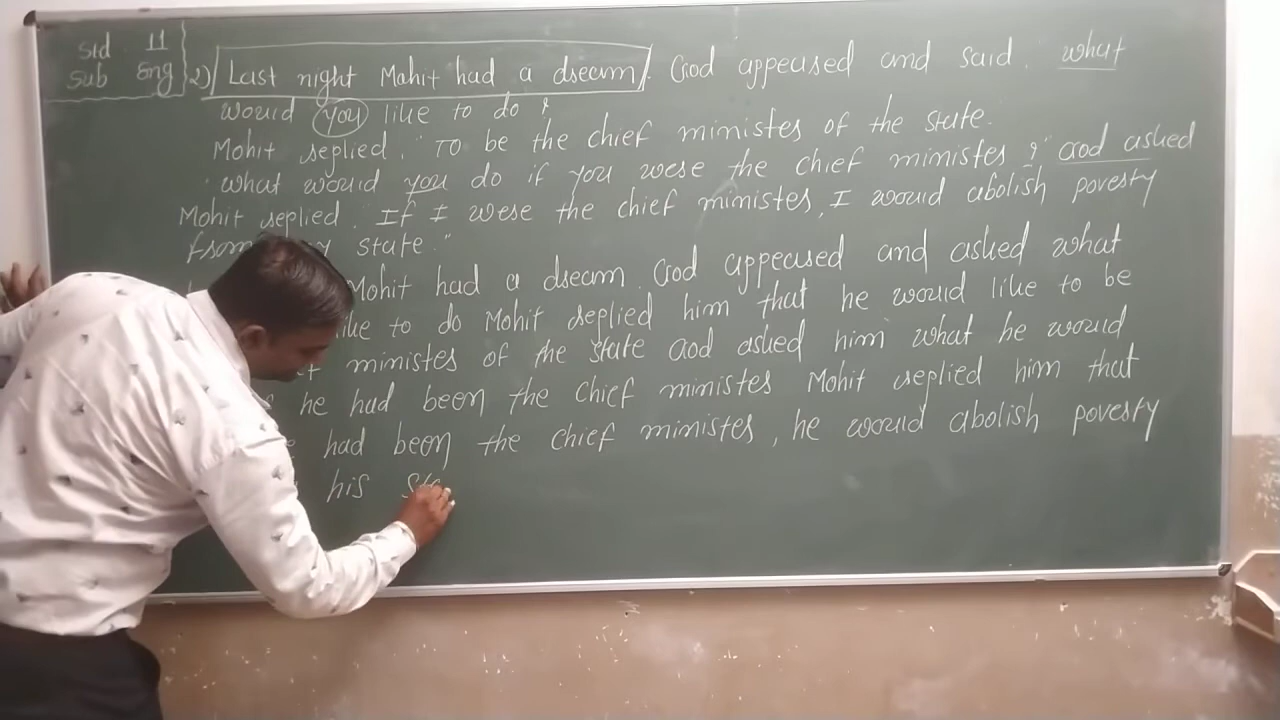 Std 11
Sub Eng
2) Last night Mohit had a dream. God appeared and said. what
would you like to do ?
Mohit replied. "To be the chief minister of the state.
"what would you do if you were the chief minister ?" God asked
Mohit replied. "If I were the chief minister, I would abolish poverty
from state."
Mohit had a dream. God appeared and asked what
like to do Mohit replied him that he would like to be
minister of the state God asked him what he would
he had been the chief minister Mohit replied him that
had been the chief minister, he would abolish poverty
his